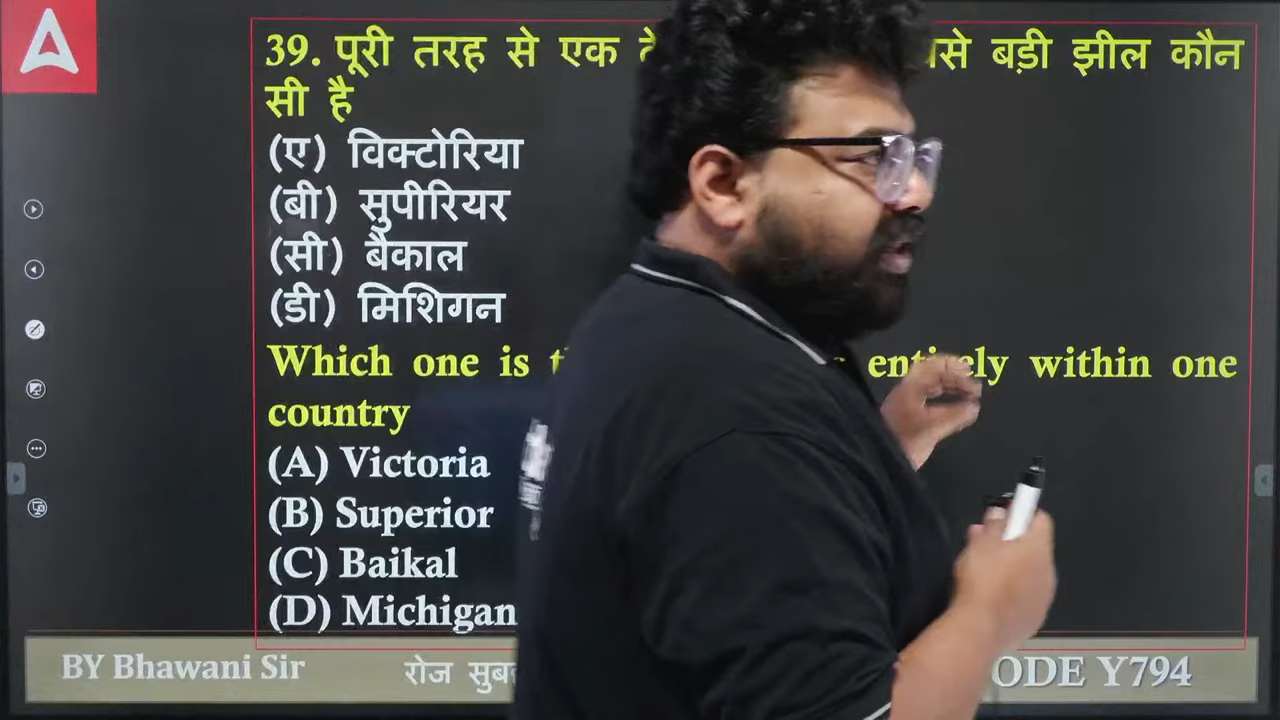 39. पूरी तरह से एक बड़ी झील कौन
सी है
(ए) विक्टोरिया
(बी) सुपीरियर
(सी) बैकाल
(डी) मिशिगन
Which one is entirely within one
country
(A) Victoria
(B) Superior
(C) Baikal
(D) Michigan
BY Bhawani Sir रोज Y794